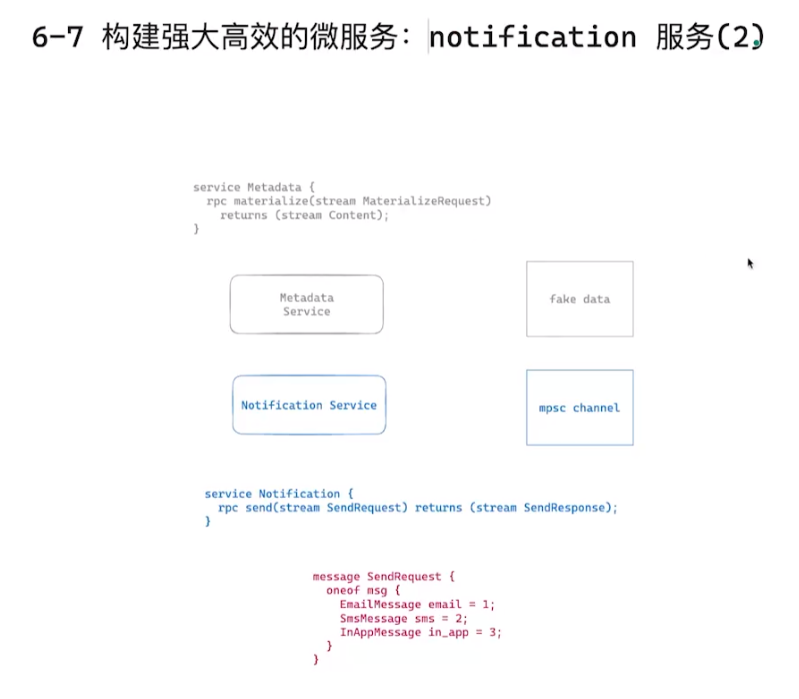 6-7 构建强大高效的微服务：notification 服务(2)
service Metadata {
  rpc materialize(stream MaterializeRequest)
    returns (stream Content);
}
Metadata
Service
fake data
Notification Service
mpsc channel
service Notification {
  rpc send(stream SendRequest) returns (stream SendResponse);
}
message SendRequest {
  oneof msg {
    EmailMessage email = 1;
    SmsMessage sms = 2;
    InAppMessage in_app = 3;
  }
}